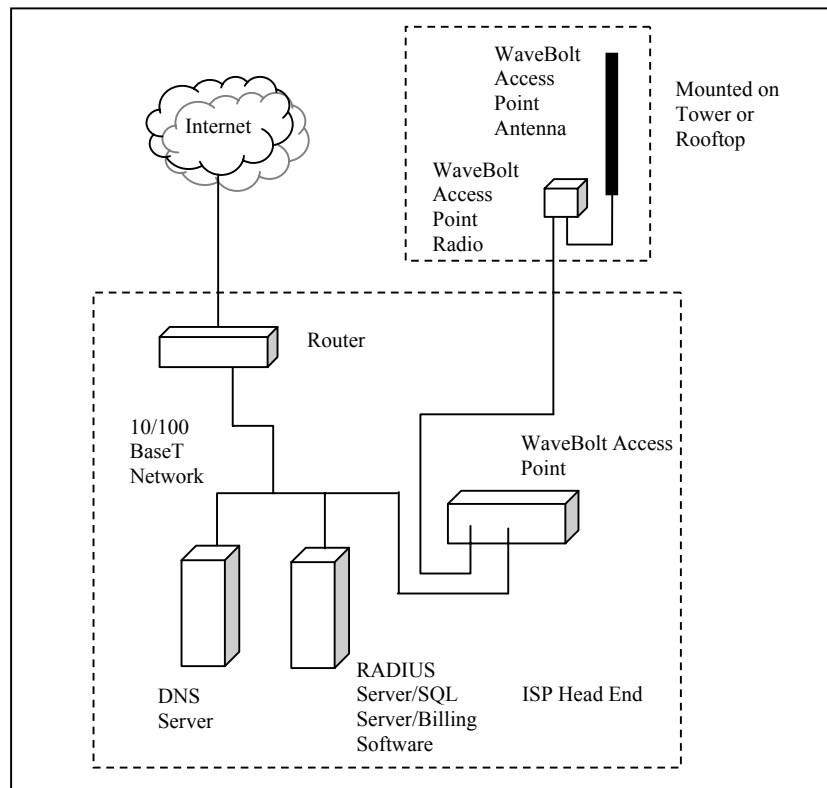 Internet
WaveBolt
Access
Point
Antenna
Mounted on
Tower or
Rooftop
WaveBolt
Access
Point
Radio
Router
10/100
BaseT
Network
WaveBolt Access
Point
DNS
Server
RADIUS
Server/SQL
Server/Billing
Software
ISP Head End